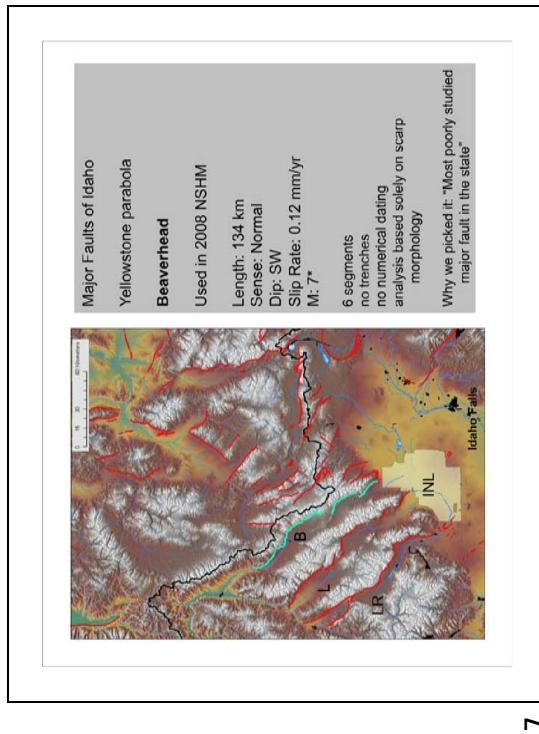 Major Faults of Idaho
Yellowstone parabola
Beaverhead
Used in 2008 NSHM
Length: 134 km
Sense: Normal
Dip: SW
Slip Rate: 0.12 mm/yr
M: 7*
6 segments
no trenches
no numerical dating
analysis based solely on scarp
morphology
Why we picked it: "Most poorly studied
major fault in the state"
B
L
LR
INL
Idaho Falls
7